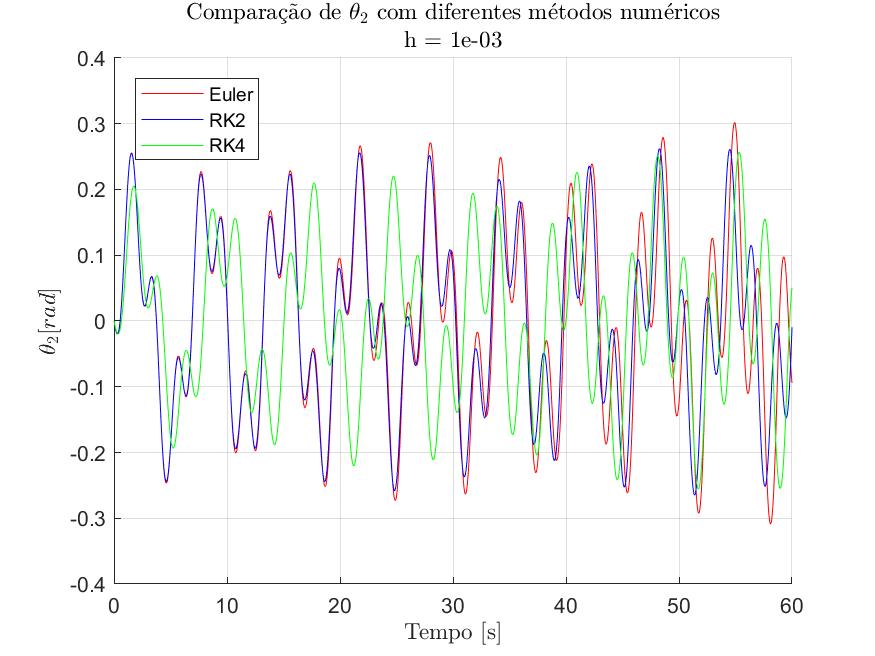 Comparação de θ₂ com diferentes métodos numéricos
h = 1e-03
0.4
0.3
0.2
0.1
0
-0.1
-0.2
-0.3
-0.4
θ₂[rad]
Euler
RK2
RK4
0 10 20 30 40 50 60
Tempo [s]